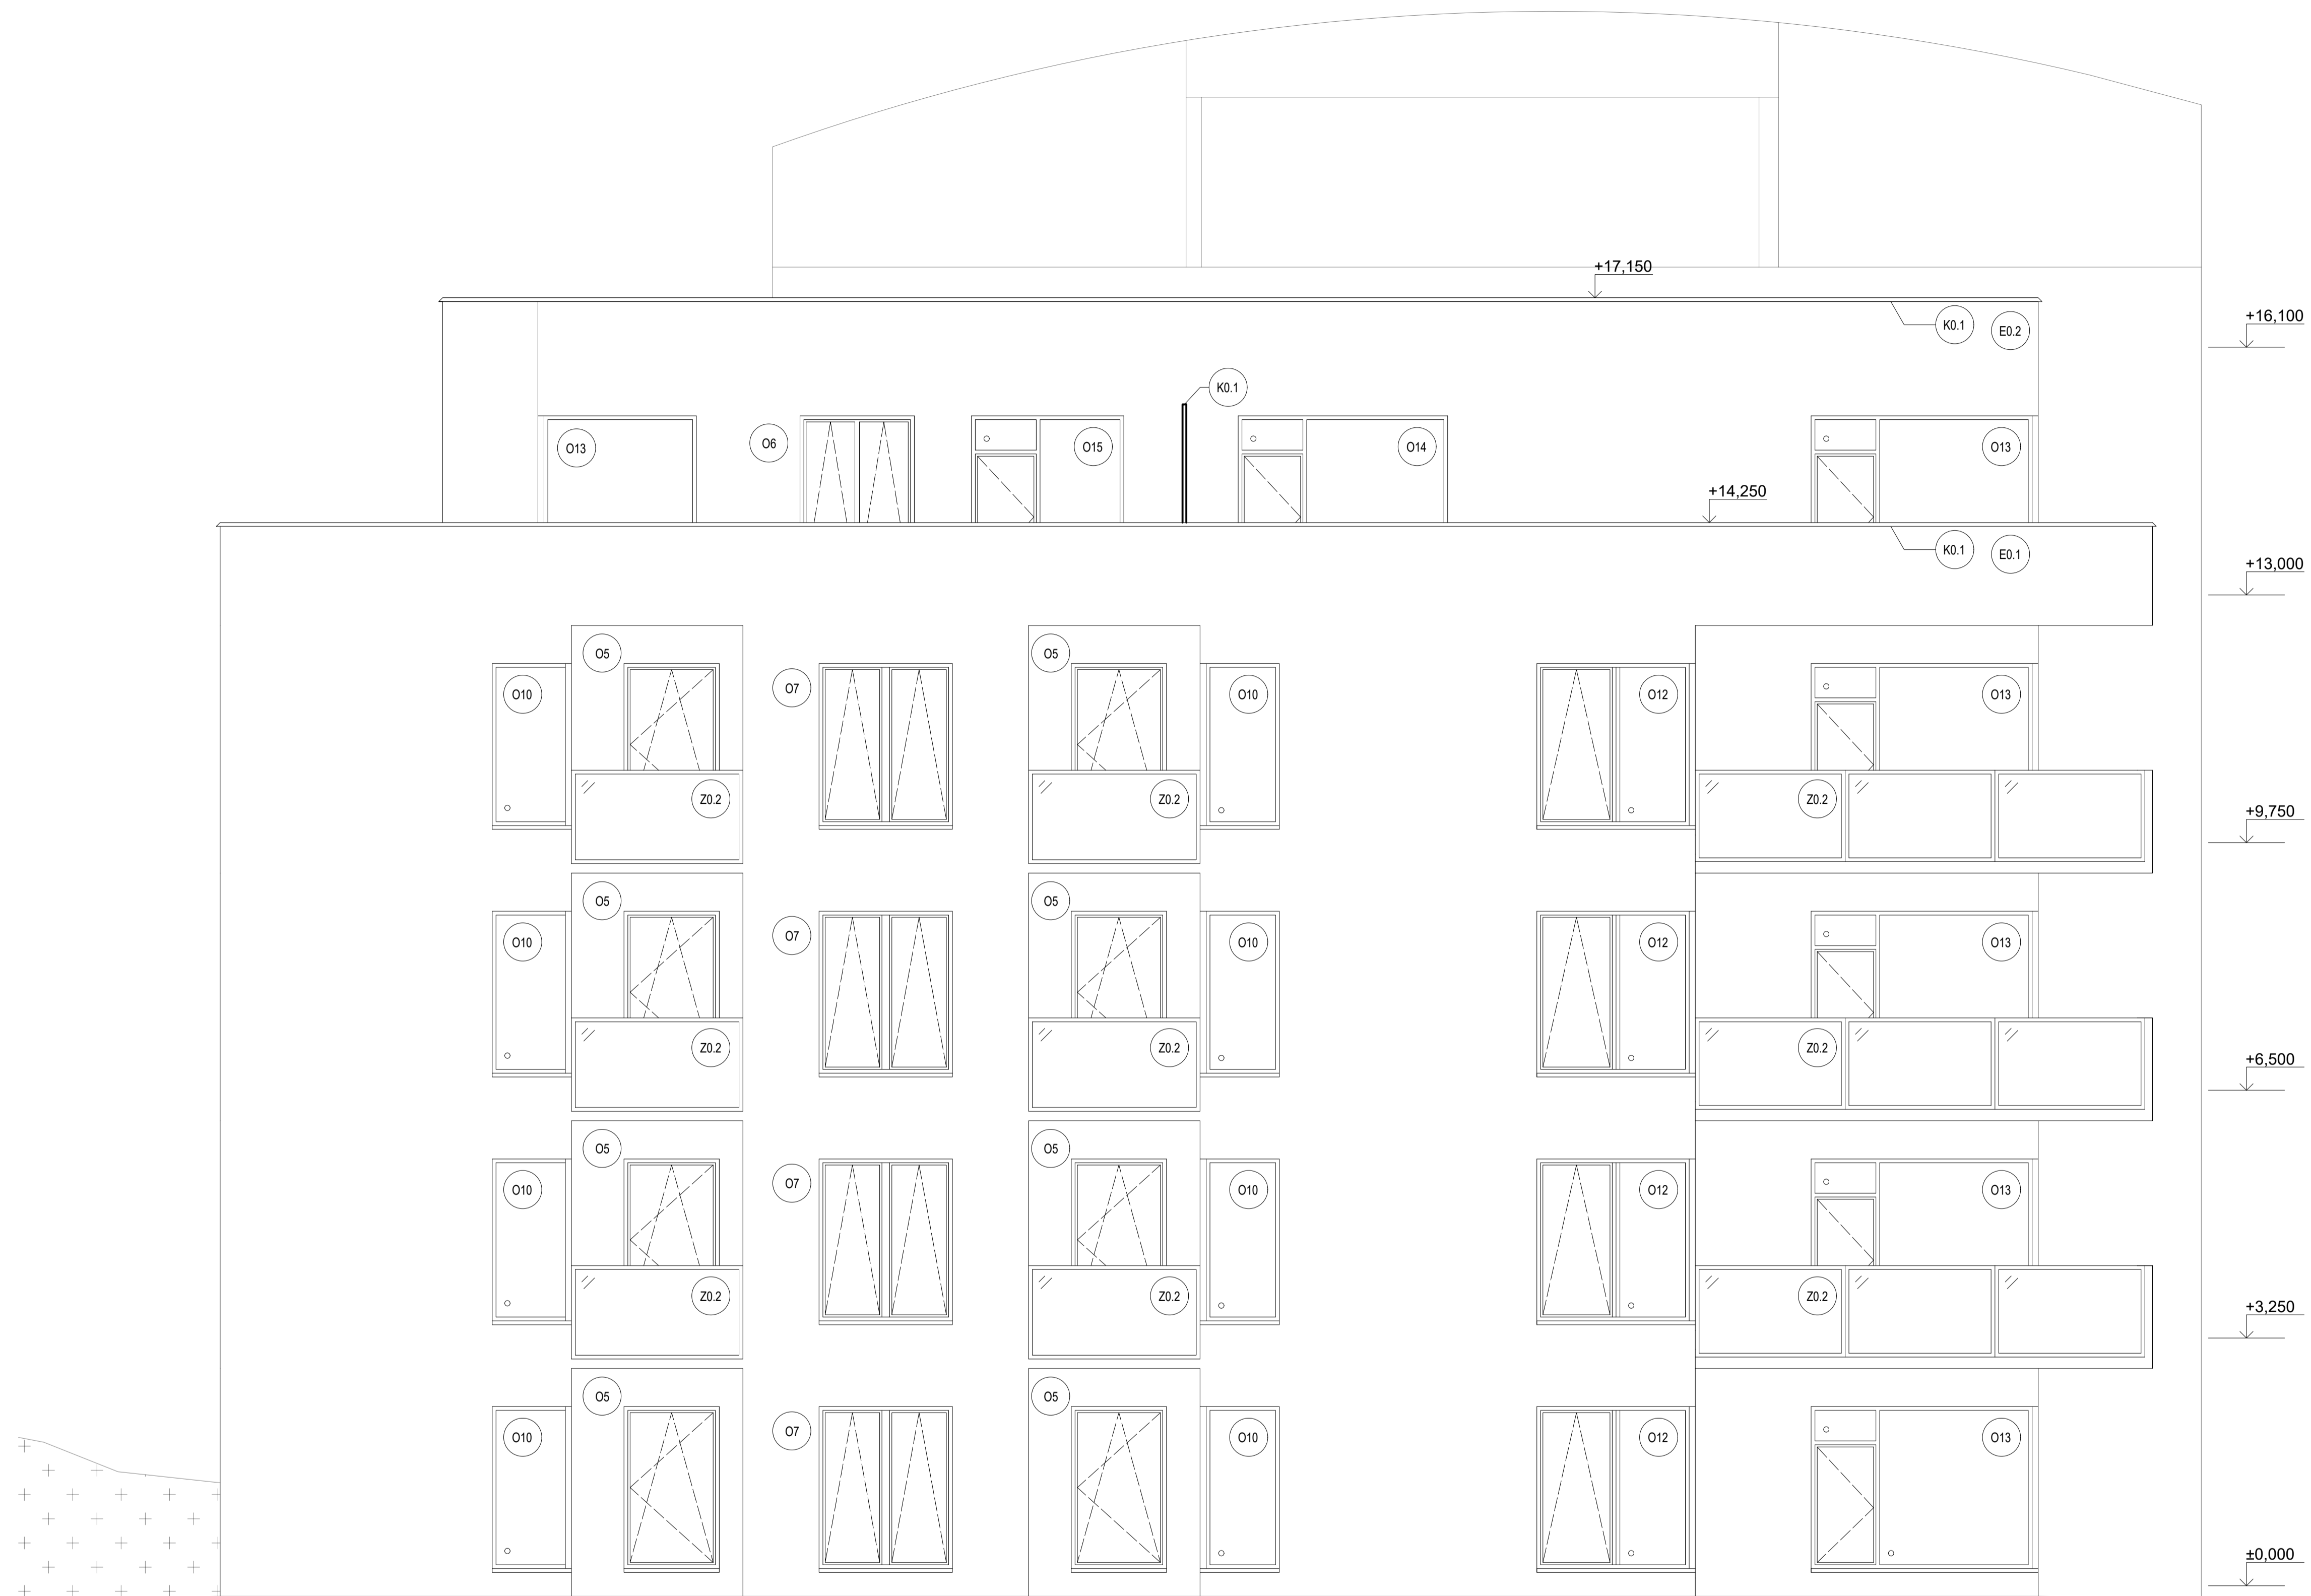 +17,150
+16,100
K0.1
E0.2
K0.1
O13
O6
O15
O14
O13
+14,250
K0.1
E0.1
+13,000
O5
O5
O10
O7
O10
O12
O13
Z0.2
Z0.2
Z0.2
+9,750
O5
O5
O10
O7
O10
O12
O13
Z0.2
Z0.2
Z0.2
+6,500
O5
O5
O10
O7
O10
O12
O13
Z0.2
Z0.2
Z0.2
+3,250
O5
O5
O10
O7
O10
O12
O13
±0,000